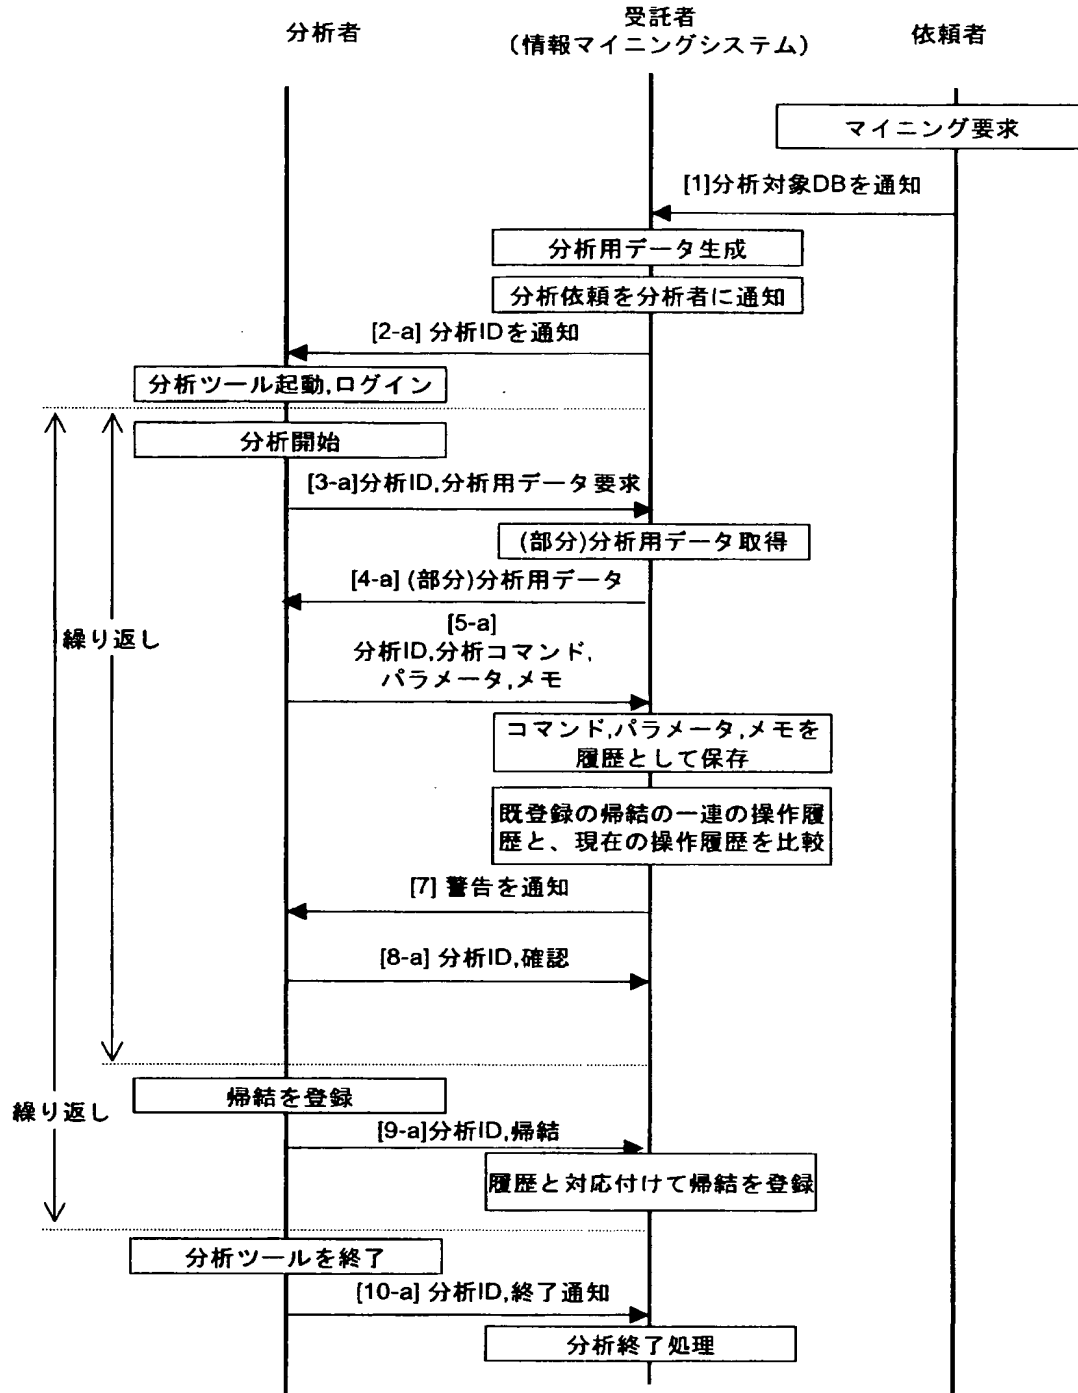 分析者
受託者
(情報マイニングシステム)
依頼者
マイニング要求
[1]分析対象DBを通知
分析用データ生成
分析依頼を分析者に通知
[2-a] 分析IDを通知
分析ツール起動,ログイン
分析開始
[3-a]分析ID,分析用データ要求
(部分)分析用データ取得
[4-a] (部分)分析用データ
[5-a]
分析ID,分析コマンド,
パラメータ,メモ
繰り返し
コマンド,パラメータ,メモを
履歴として保存
既登録の帰結の一連の操作履
歴と、現在の操作履歴を比較
[7] 警告を通知
[8-a] 分析ID,確認
帰結を登録
繰り返し
[9-a]分析ID,帰結
履歴と対応付けて帰結を登録
分析ツールを終了
[10-a] 分析ID,終了通知
分析終了処理